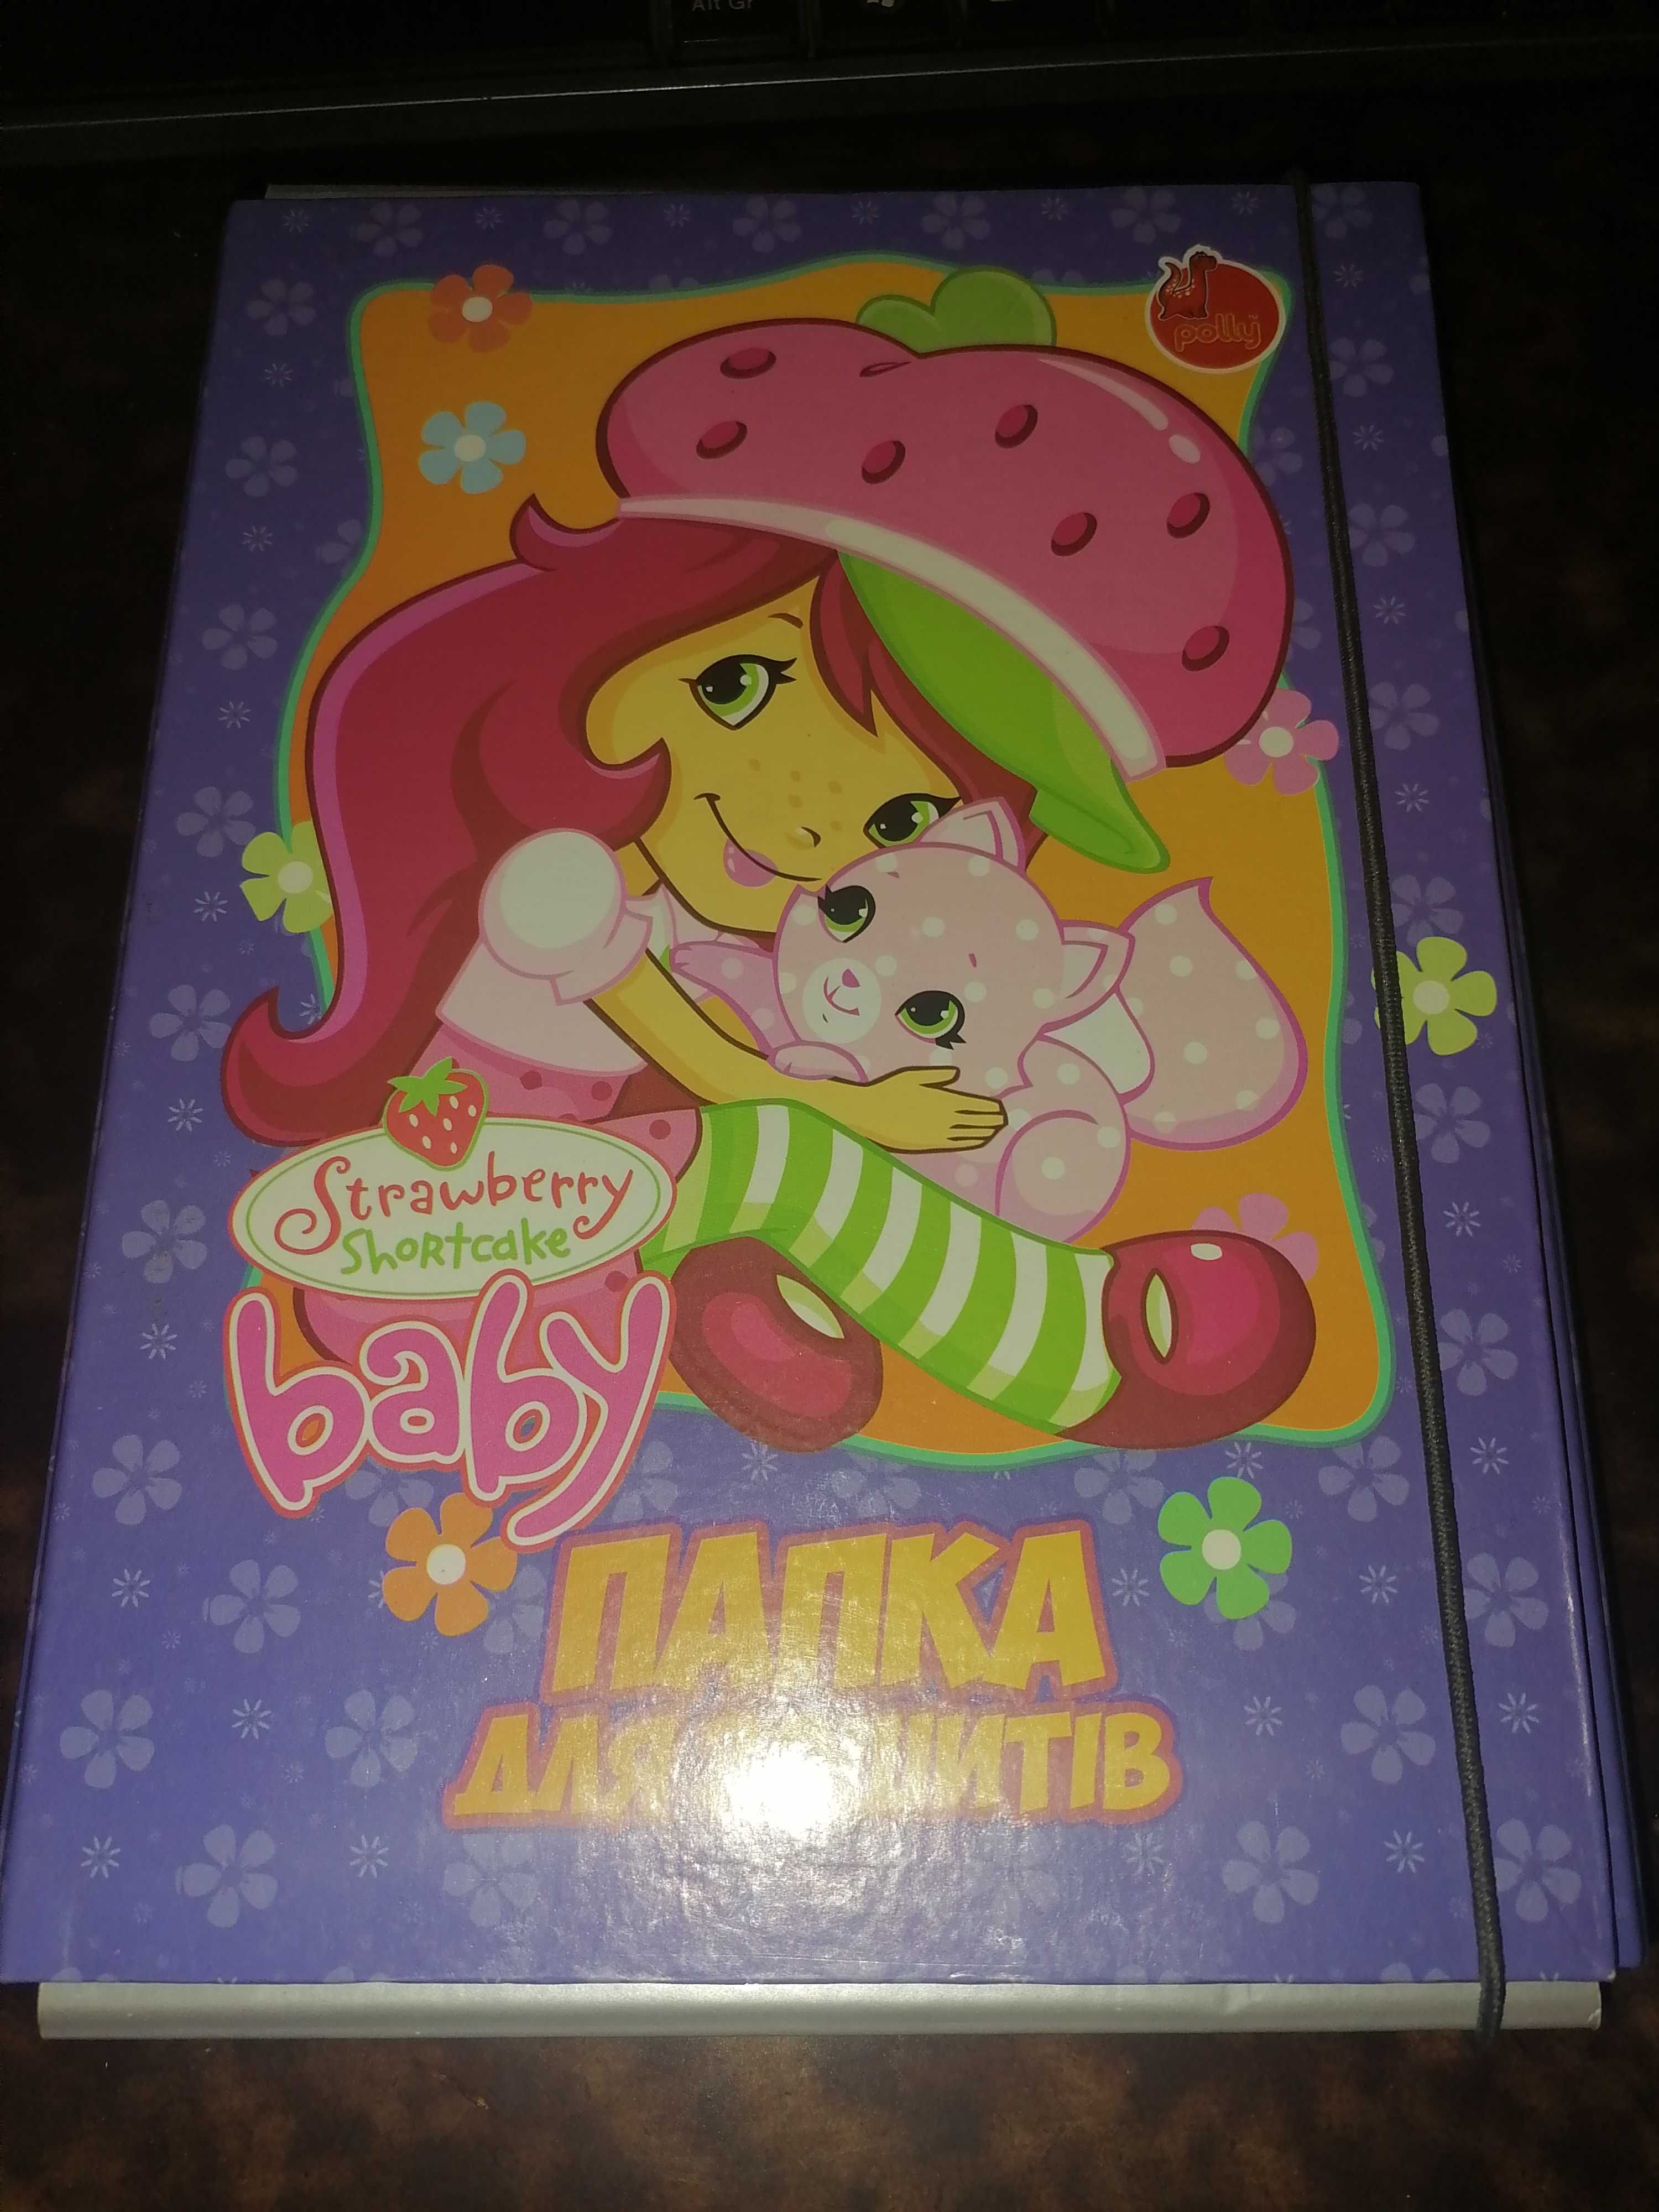 Alt Gr
polly
Strawberry
Shortcake
baby
ПАПКА
ДЛЯ